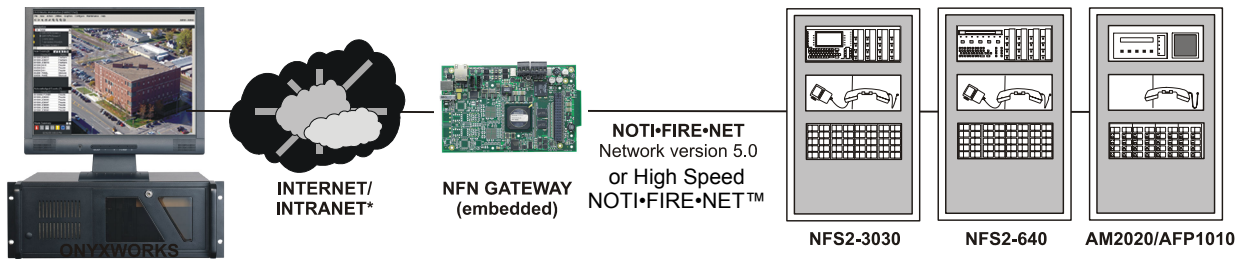 ONYXWORKS
INTERNET/
INTRANET*
NFN GATEWAY
(embedded)
NOTI•FIRE•NET
Network version 5.0
or High Speed
NOTI•FIRE•NET™
NFS2-3030
NFS2-640
AM2020/AFP1010